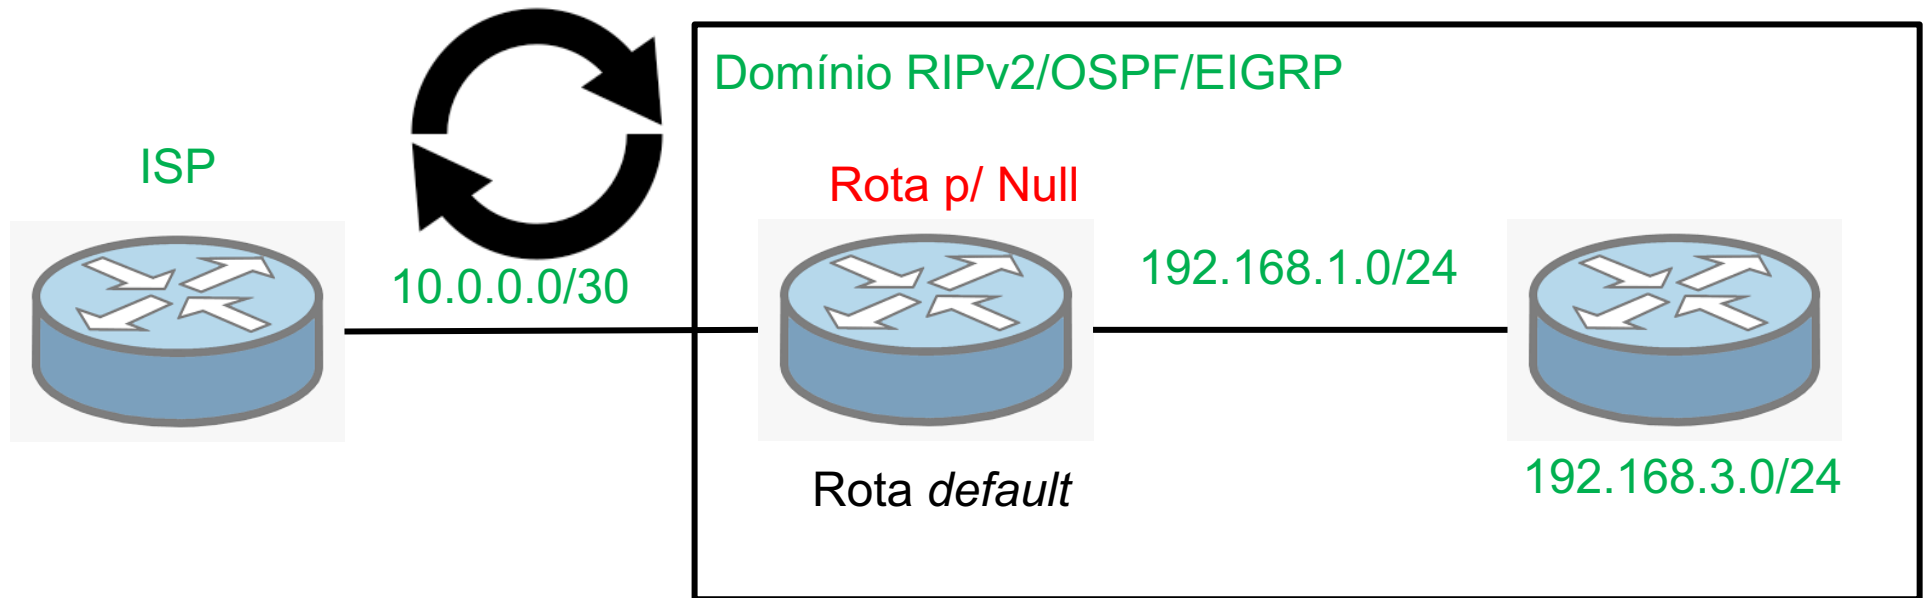 Domínio RIPv2/OSPF/EIGRP
ISP
Rota p/ Null
10.0.0.0/30
192.168.1.0/24
Rota default
192.168.3.0/24